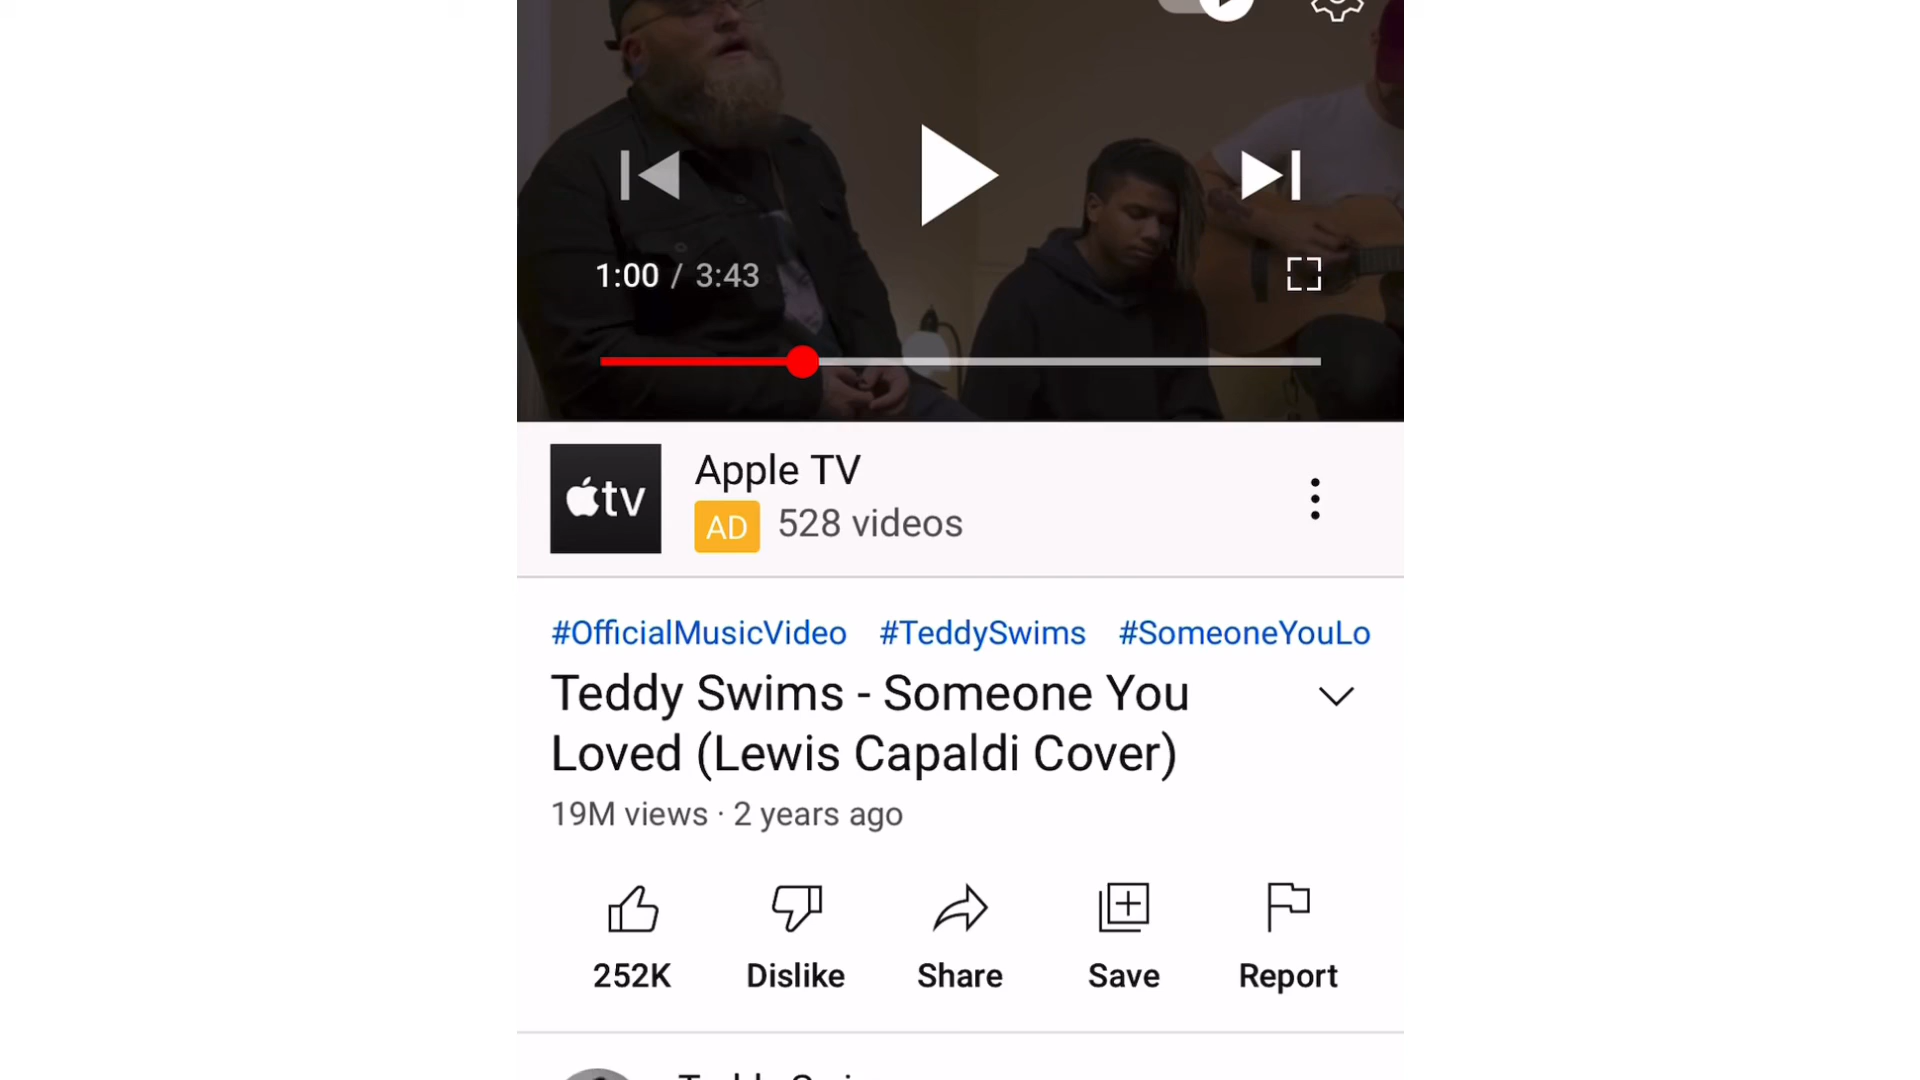 1:00 / 3:43
tv
Apple TV
AD 528 videos
#OfficialMusicVideo #TeddySwims #SomeoneYouLo
Teddy Swims - Someone You
Loved (Lewis Capaldi Cover)
19M views · 2 years ago
252K Dislike Share Save Report